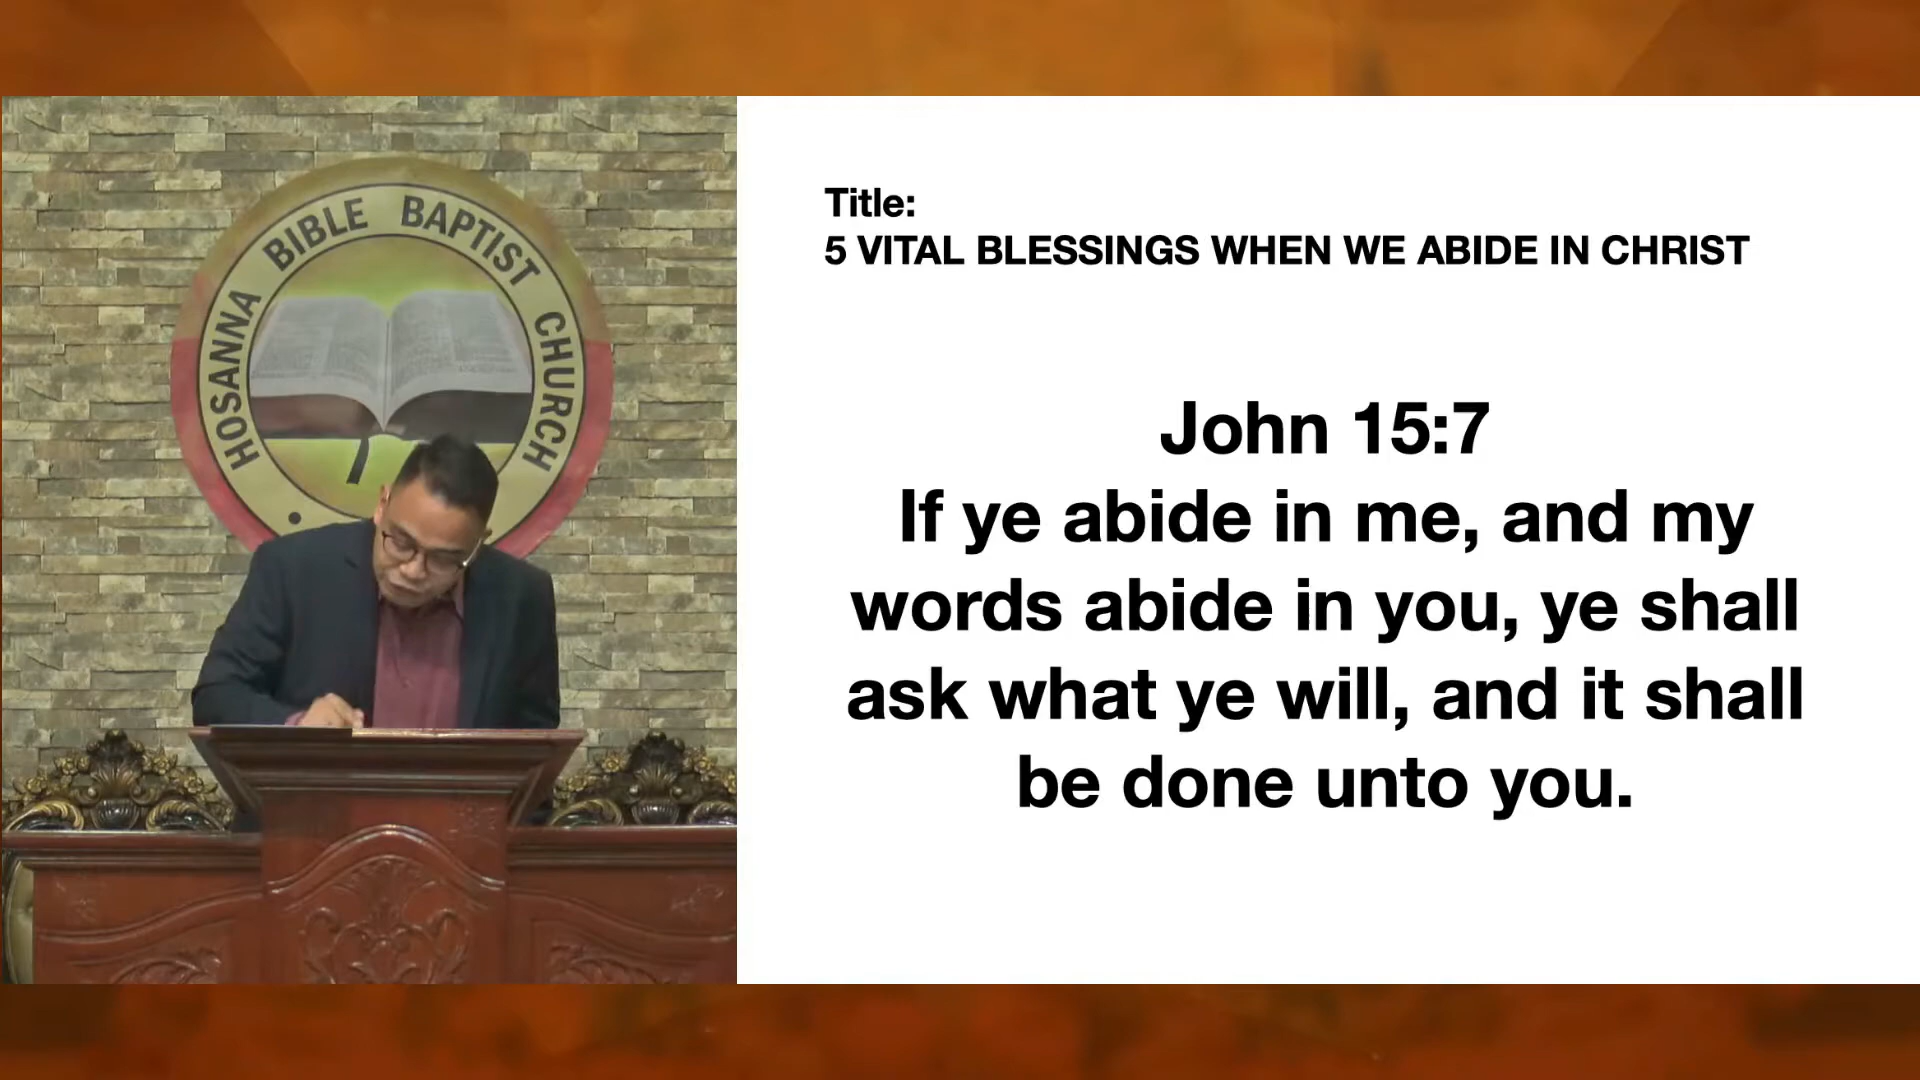 HOSANNA BIBLE BAPTIST CHURCH
Title:
5 VITAL BLESSINGS WHEN WE ABIDE IN CHRIST
John 15:7
If ye abide in me, and my
words abide in you, ye shall
ask what ye will, and it shall
be done unto you.